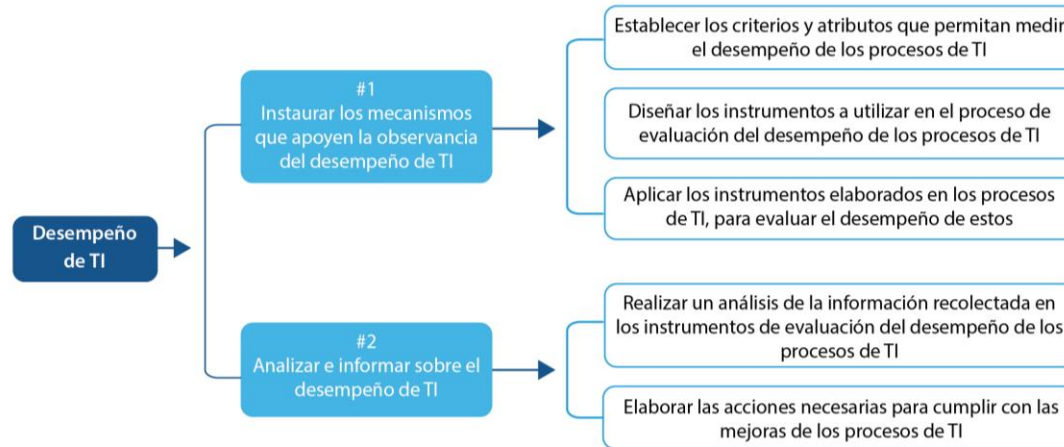 Desempeño
de TI
#1
Instaurar los mecanismos
que apoyen la observancia
del desempeño de TI
Establecer los criterios y atributos que permitan medir
el desempeño de los procesos de TI
Diseñar los instrumentos a utilizar en el proceso de
evaluación del desempeño de los procesos de TI
Aplicar los instrumentos elaborados en los procesos
de TI, para evaluar el desempeño de estos
#2
Analizar e informar sobre el
desempeño de TI
Realizar un análisis de la información recolectada en
los instrumentos de evaluación del desempeño de los
procesos de TI
Elaborar las acciones necesarias para cumplir con las
mejoras de los procesos de TI